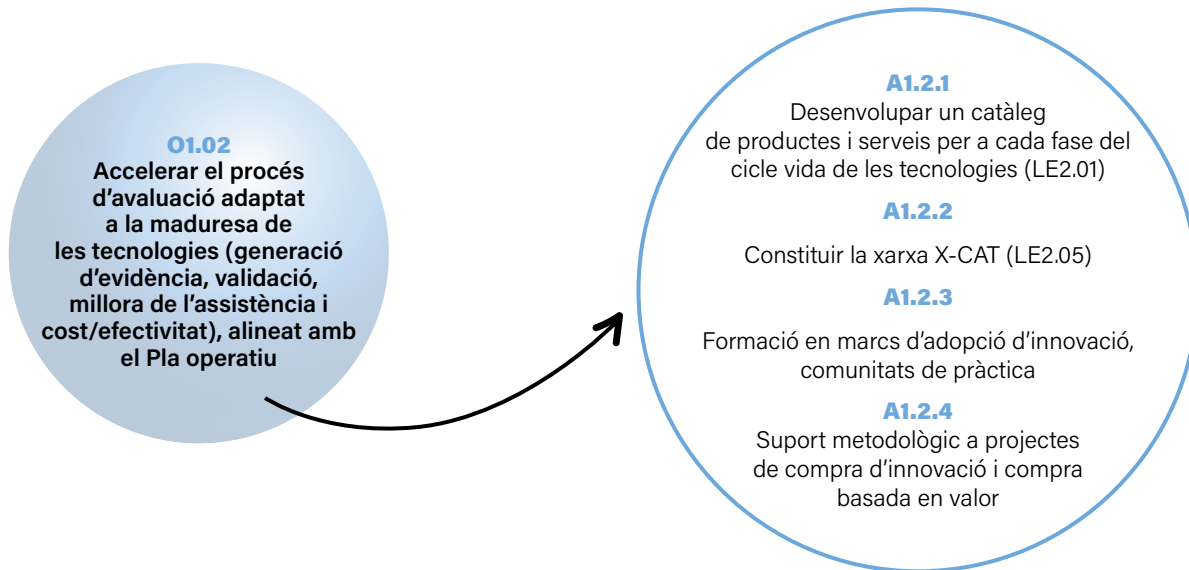 O1.02
Accelerar el procés
d'avaluació adaptat
a la maduresa de
les tecnologies (generació
d'evidència, validació,
millora de l'assistència i
cost/efectivitat), alineat amb
el Pla operatiu
A1.2.1
Desenvolupar un catàleg
de productes i serveis per a cada fase del
cicle vida de les tecnologies (LE2.01)
A1.2.2
Constituir la xarxa X-CAT (LE2.05)
A1.2.3
Formació en marcs d'adopció d'innovació,
comunitats de pràctica
A1.2.4
Suport metodològic a projectes
de compra d'innovació i compra
basada en valor